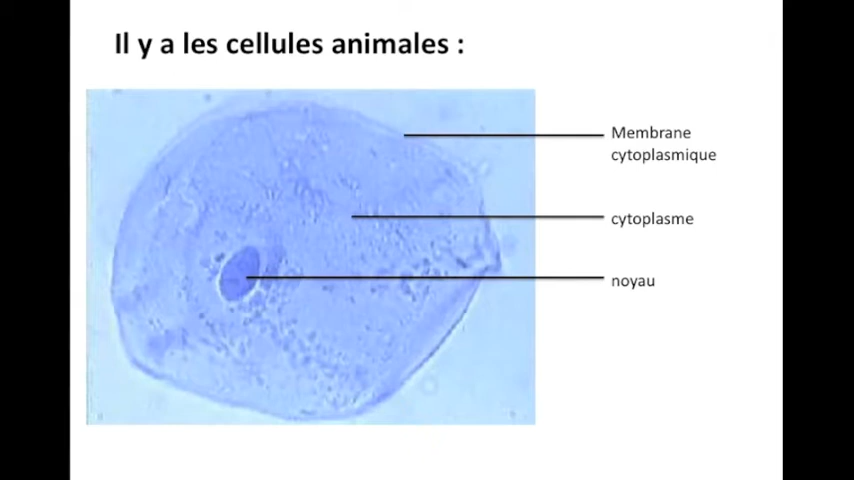 Il y a les cellules animales :
Membrane
cytoplasmique
cytoplasme
noyau